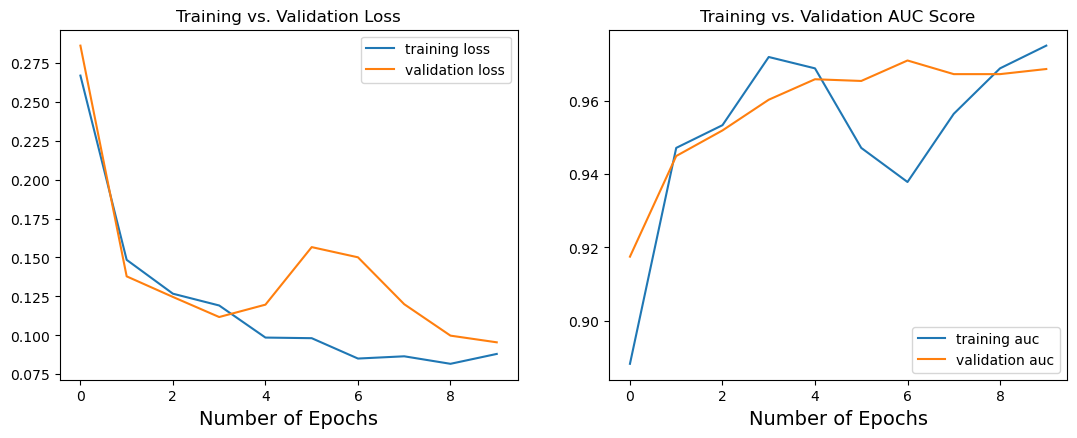 Training vs. Validation Loss
training loss
validation loss
0.275
0.250
0.225
0.200
0.175
0.150
0.125
0.100
0.075
0 2 4 6 8
Number of Epochs
Training vs. Validation AUC Score
0.96
0.94
0.92
0.90
training auc
validation auc
0 2 4 6 8
Number of Epochs